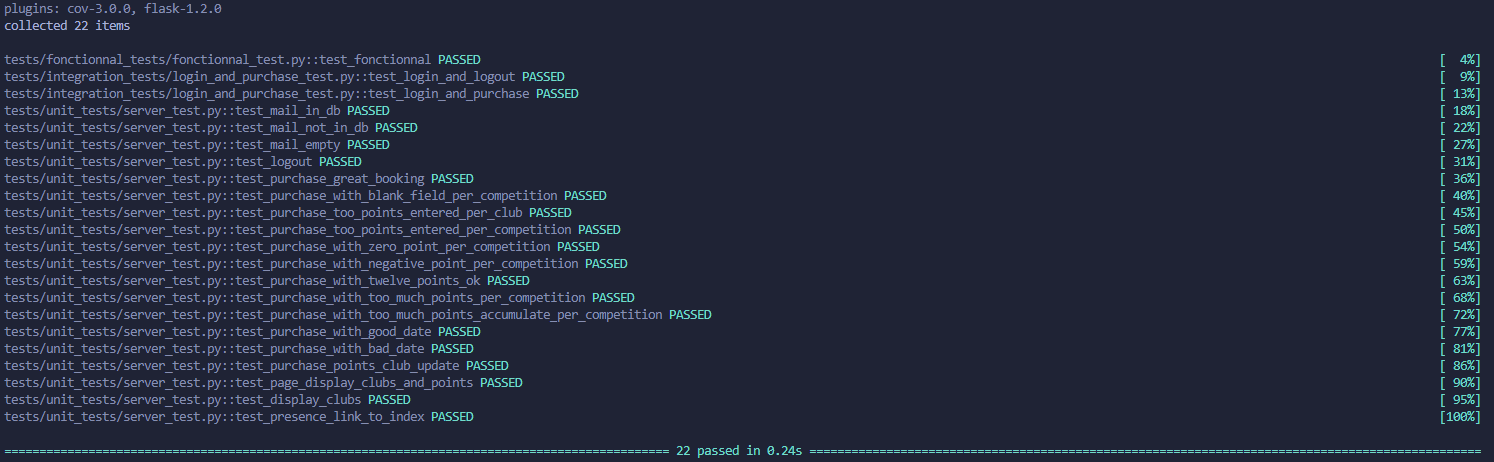 plugins: cov-3.0.0, flask-1.2.0
collected 22 items
tests/fonctionnal_tests/fonctionnal_test.py::test_fonctionnal PASSED [  4%]
tests/integration_tests/login_and_purchase_test.py::test_login_and_logout PASSED [  9%]
tests/integration_tests/login_and_purchase_test.py::test_login_and_purchase PASSED [ 13%]
tests/unit_tests/server_test.py::test_mail_in_db PASSED [ 18%]
tests/unit_tests/server_test.py::test_mail_not_in_db PASSED [ 22%]
tests/unit_tests/server_test.py::test_mail_empty PASSED [ 27%]
tests/unit_tests/server_test.py::test_logout PASSED [ 31%]
tests/unit_tests/server_test.py::test_purchase_great_booking PASSED [ 36%]
tests/unit_tests/server_test.py::test_purchase_with_blank_field_per_competition PASSED [ 40%]
tests/unit_tests/server_test.py::test_purchase_too_points_entered_per_club PASSED [ 45%]
tests/unit_tests/server_test.py::test_purchase_too_points_entered_per_competition PASSED [ 50%]
tests/unit_tests/server_test.py::test_purchase_with_zero_point_per_competition PASSED [ 54%]
tests/unit_tests/server_test.py::test_purchase_with_negative_point_per_competition PASSED [ 59%]
tests/unit_tests/server_test.py::test_purchase_with_twelve_points_ok PASSED [ 63%]
tests/unit_tests/server_test.py::test_purchase_with_too_much_points_per_competition PASSED [ 68%]
tests/unit_tests/server_test.py::test_purchase_with_too_much_points_accumulate_per_competition PASSED [ 72%]
tests/unit_tests/server_test.py::test_purchase_with_good_date PASSED [ 77%]
tests/unit_tests/server_test.py::test_purchase_with_bad_date PASSED [ 81%]
tests/unit_tests/server_test.py::test_purchase_points_club_update PASSED [ 86%]
tests/unit_tests/server_test.py::test_page_display_clubs_and_points PASSED [ 90%]
tests/unit_tests/server_test.py::test_display_clubs PASSED [ 95%]
tests/unit_tests/server_test.py::test_presence_link_to_index PASSED [100%]
=============================================================================================== 22 passed in 0.24s ================================================================================================